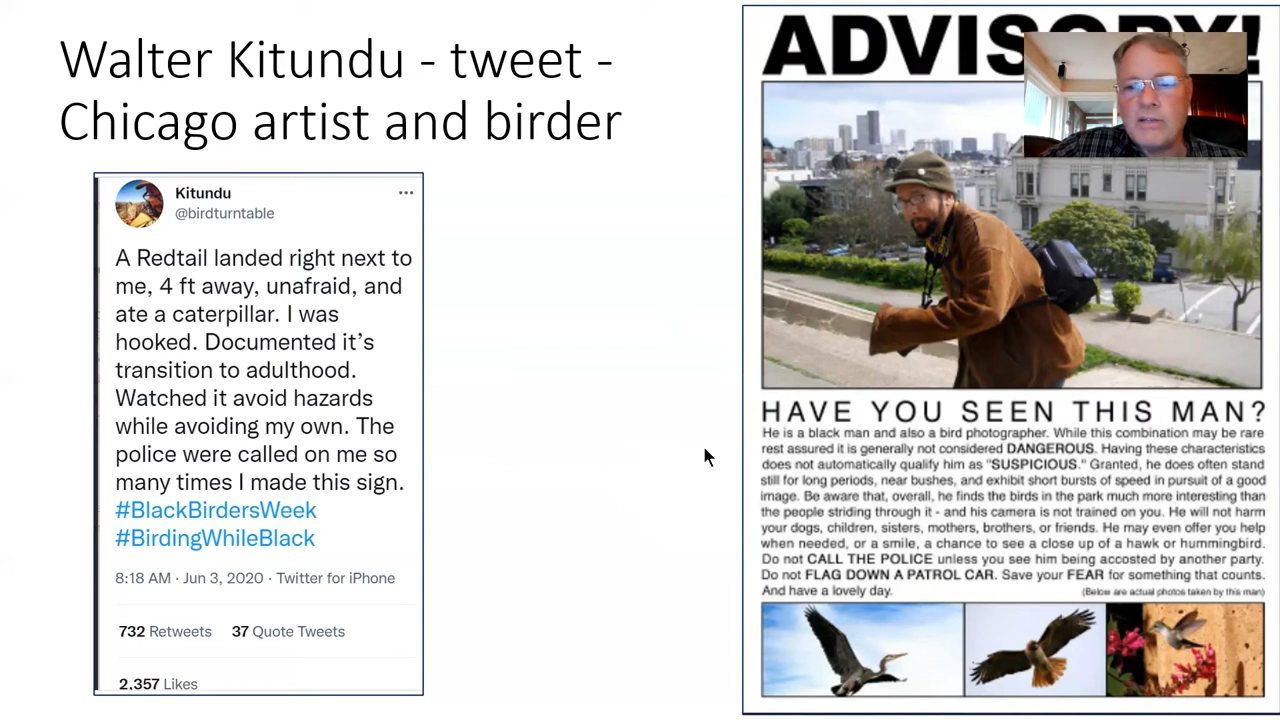 Walter Kitundu - tweet -
Chicago artist and birder
Kitundu
@birdturntable
A Redtail landed right next to
me, 4 ft away, unafraid, and
ate a caterpillar. I was
hooked. Documented it’s
transition to adulthood.
Watched it avoid hazards
while avoiding my own. The
police were called on me so
many times I made this sign.
#BlackBirdersWeek
#BirdingWhileBlack
8:18 AM · Jun 3, 2020 · Twitter for iPhone
732 Retweets 37 Quote Tweets
2,357 Likes
ADVISORY!
HAVE YOU SEEN THIS MAN?
He is a black man and also a bird photographer. While this combination may be rare
rest assured it is generally not considered DANGEROUS. Having these characteristics
does not automatically qualify him as "SUSPICIOUS." Granted, he does often stand
still for long periods, near bushes, and exhibit short bursts of speed in pursuit of a good
image. Be aware that, overall, he finds the birds in the park much more interesting than
the people striding through it - and his camera is not trained on you. He will not harm
your dogs, children, sisters, mothers, brothers, or friends. He may even offer you help
when needed, or a smile, a chance to see a close up of a hawk or hummingbird.
Do not CALL THE POLICE unless you see him being accosted by another party.
Do not FLAG DOWN A PATROL CAR. Save your FEAR for something that counts.
And have a lovely day. (Below are actual photos taken by this man)